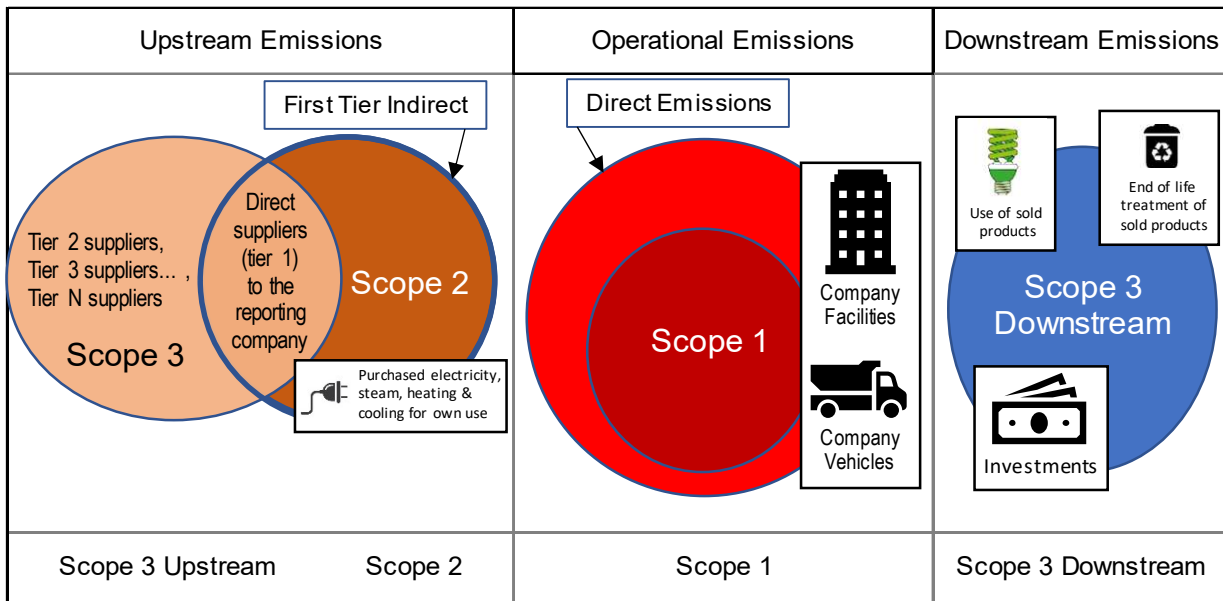 Upstream Emissions
Operational Emissions
Downstream Emissions
First Tier Indirect
Tier 2 suppliers,
Tier 3 suppliers... ,
Tier N suppliers
Scope 3
Direct
suppliers
(tier 1)
to the
reporting
company
Scope 2
Purchased electricity,
steam, heating &
cooling for own use
Direct Emissions
Scope 1
Company
Facilities
Company
Vehicles
Use of sold
products
End of life
treatment of
sold products
Scope 3
Downstream
Investments
Scope 3 Upstream
Scope 2
Scope 1
Scope 3 Downstream